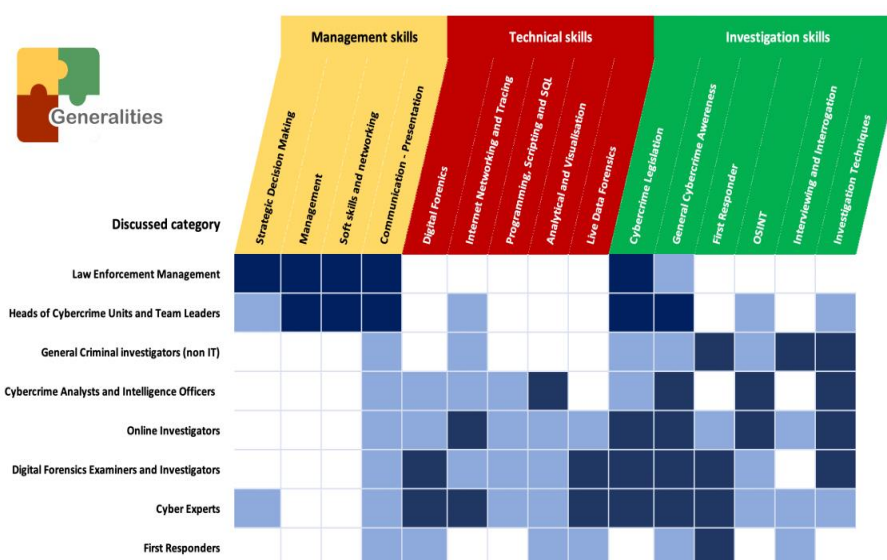 Management skills
Technical skills
Investigation skills
Generalities
Strategic Decision Making
Management
Soft skills and networking
Communication - Presentation
Digital Forenics
Internet Networking and Tracing
Programming, Scripting and SQL
Analytical and Visualisation
Live Data Forensics
Cybercrime Legislation
General Cybercrime Awereness
First Responder
OSINT
Interviewing and Interrogation
Investigation Techniques
Discussed category
Law Enforcement Management
Heads of Cybercrime Units and Team Leaders
General Criminal investigators (non IT)
Cybercrime Analysts and Intelligence Officers
Online Investigators
Digital Forensics Examiners and Investigators
Cyber Experts
First Responders